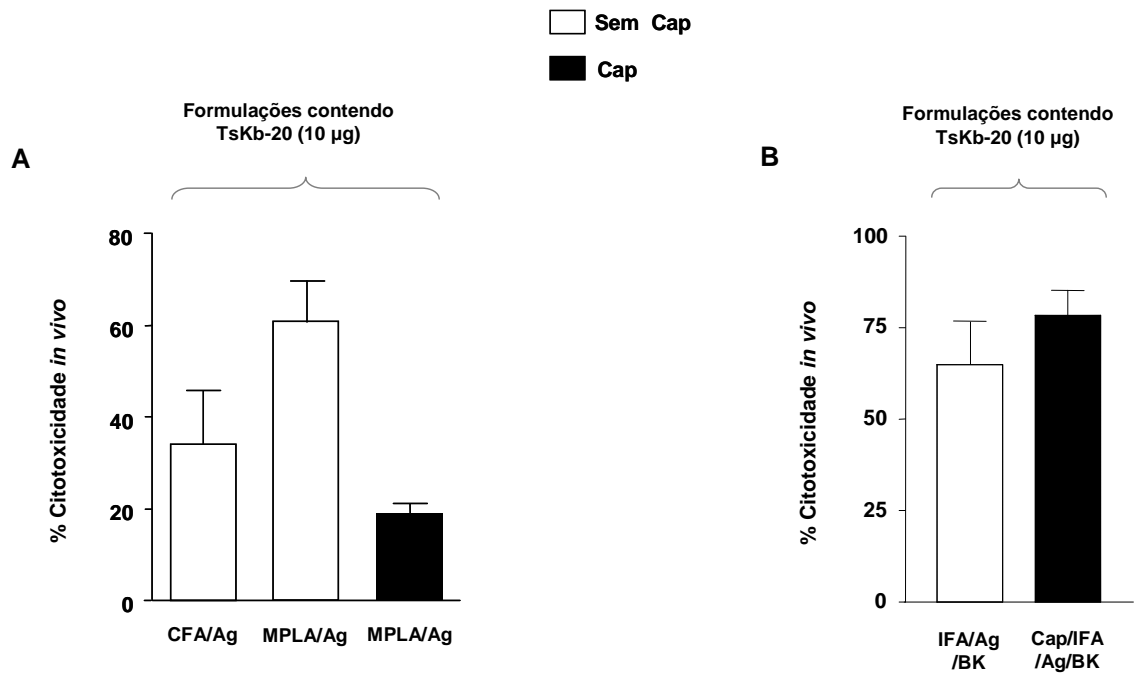 Sem Cap
Cap
Formulações contendo
TsKb-20 (10 µg)
A
% Citotoxicidade in vivo
80
60
40
20
0
CFA/Ag
MPLA/Ag
MPLA/Ag
Formulações contendo
TsKb-20 (10 µg)
B
% Citotoxicidade in vivo
100
75
50
25
0
IFA/Ag
/BK
Cap/IFA
/Ag/BK